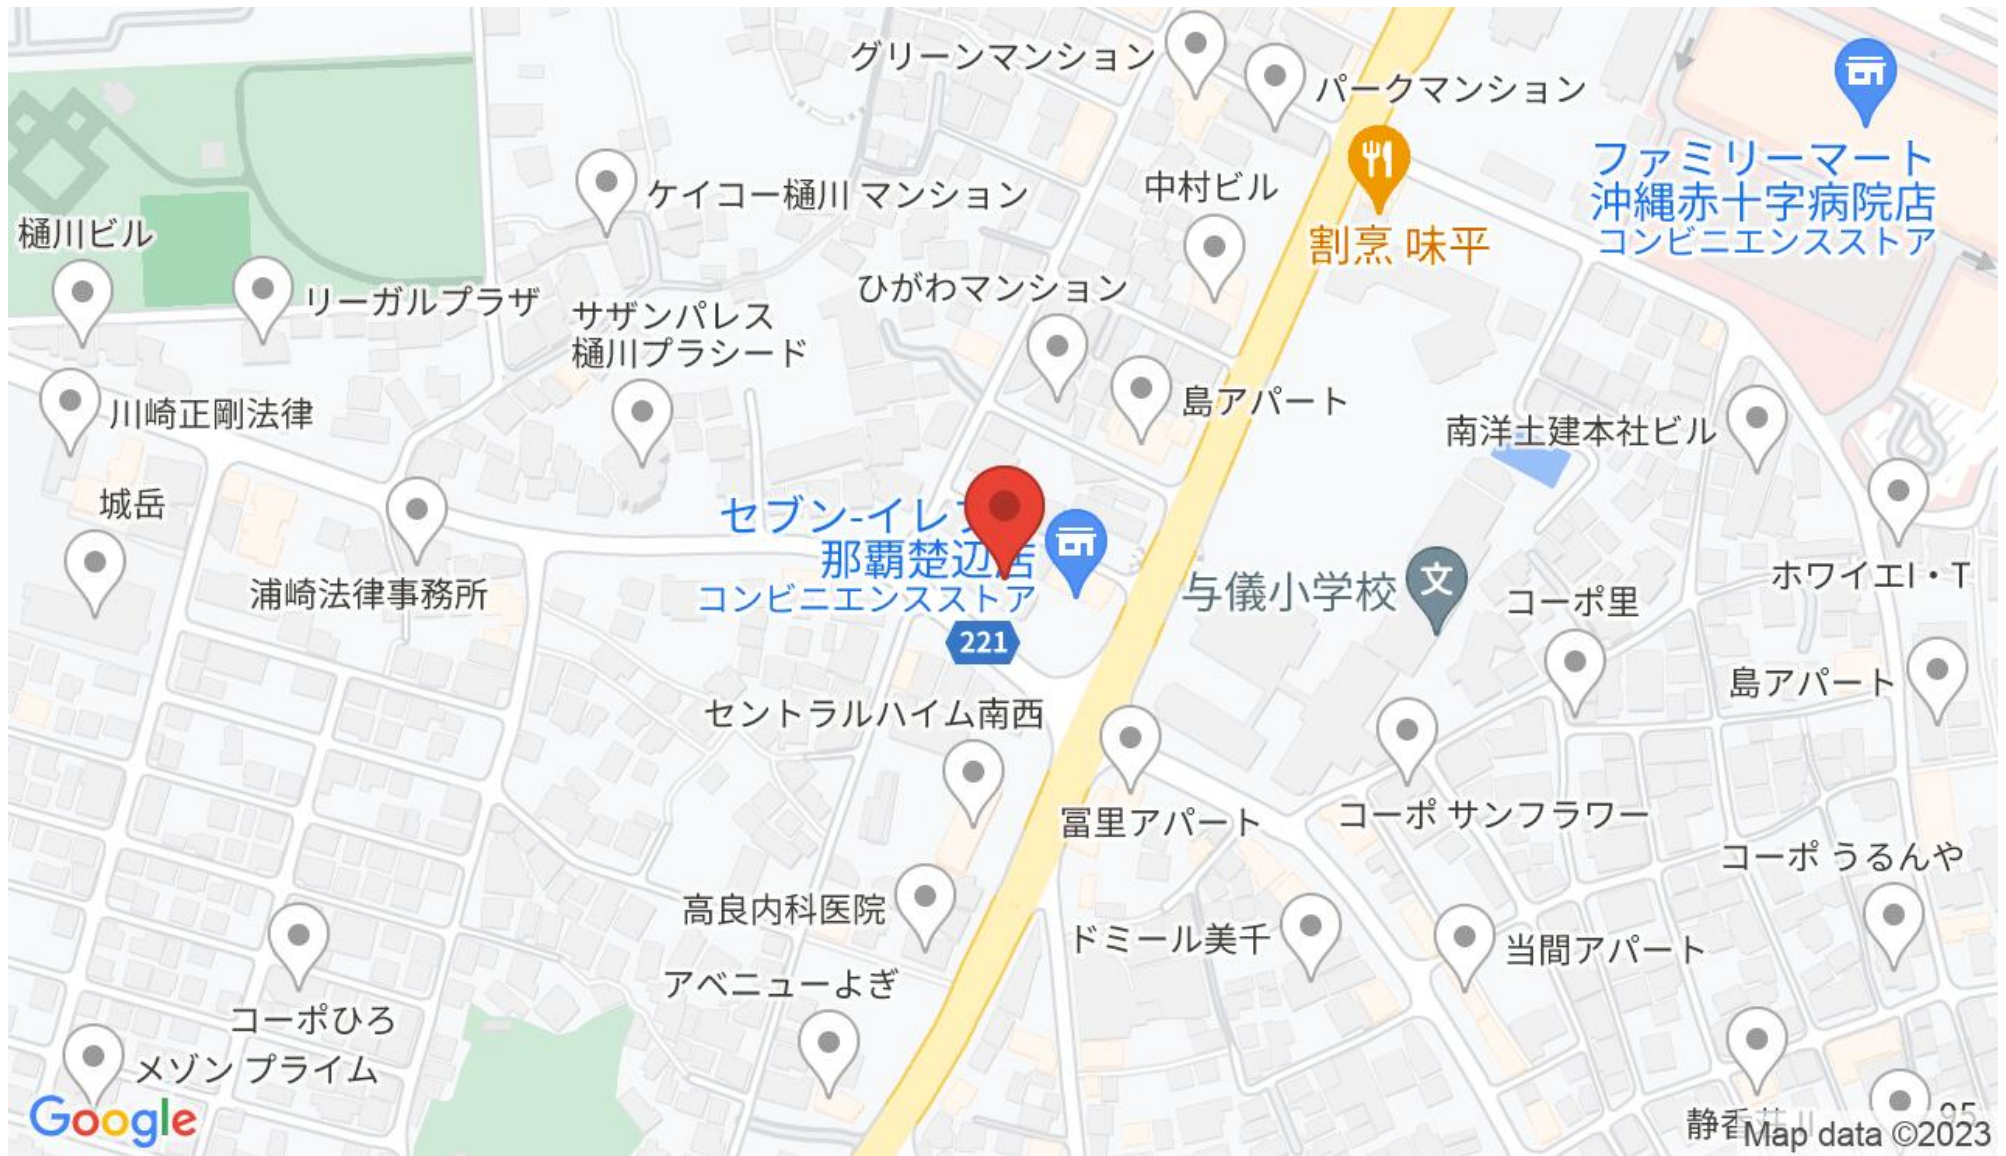 グリーンマンション
パークマンション
ファミリーマート
沖縄赤十字病院店
コンビニエンスストア
ケイコー樋川 マンション
中村ビル
割烹 味平
樋川ビル
リーガルプラザ
ひがわマンション
サザンパレス
樋川プラシード
川崎正剛法律
島アパート
南洋土建本社ビル
城岳
セブン-イレ
那覇楚辺店
コンビニエンスストア
浦崎法律事務所
与儀小学校
文
コーポ里
ホワイエI・T
221
島アパート
セントラルハイム南西
冨里アパート
コーポ サンフラワー
コーポ うるんや
高良内科医院
ドミール美千
当間アパート
アベニューよぎ
コーポひろ
メゾン プライム
Google
静香荘
95
Map data ©2023